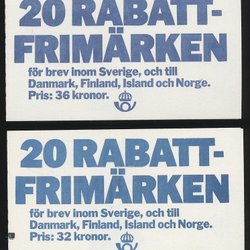 20 RABATT-
FRIMÄRKEN
för brev inom Sverige, och till
Danmark, Finland, Island och Norge.
Pris: 36 kronor.
20 RABATT-
FRIMÄRKEN
för brev inom Sverige, och till
Danmark, Finland, Island och Norge.
Pris: 32 kronor.